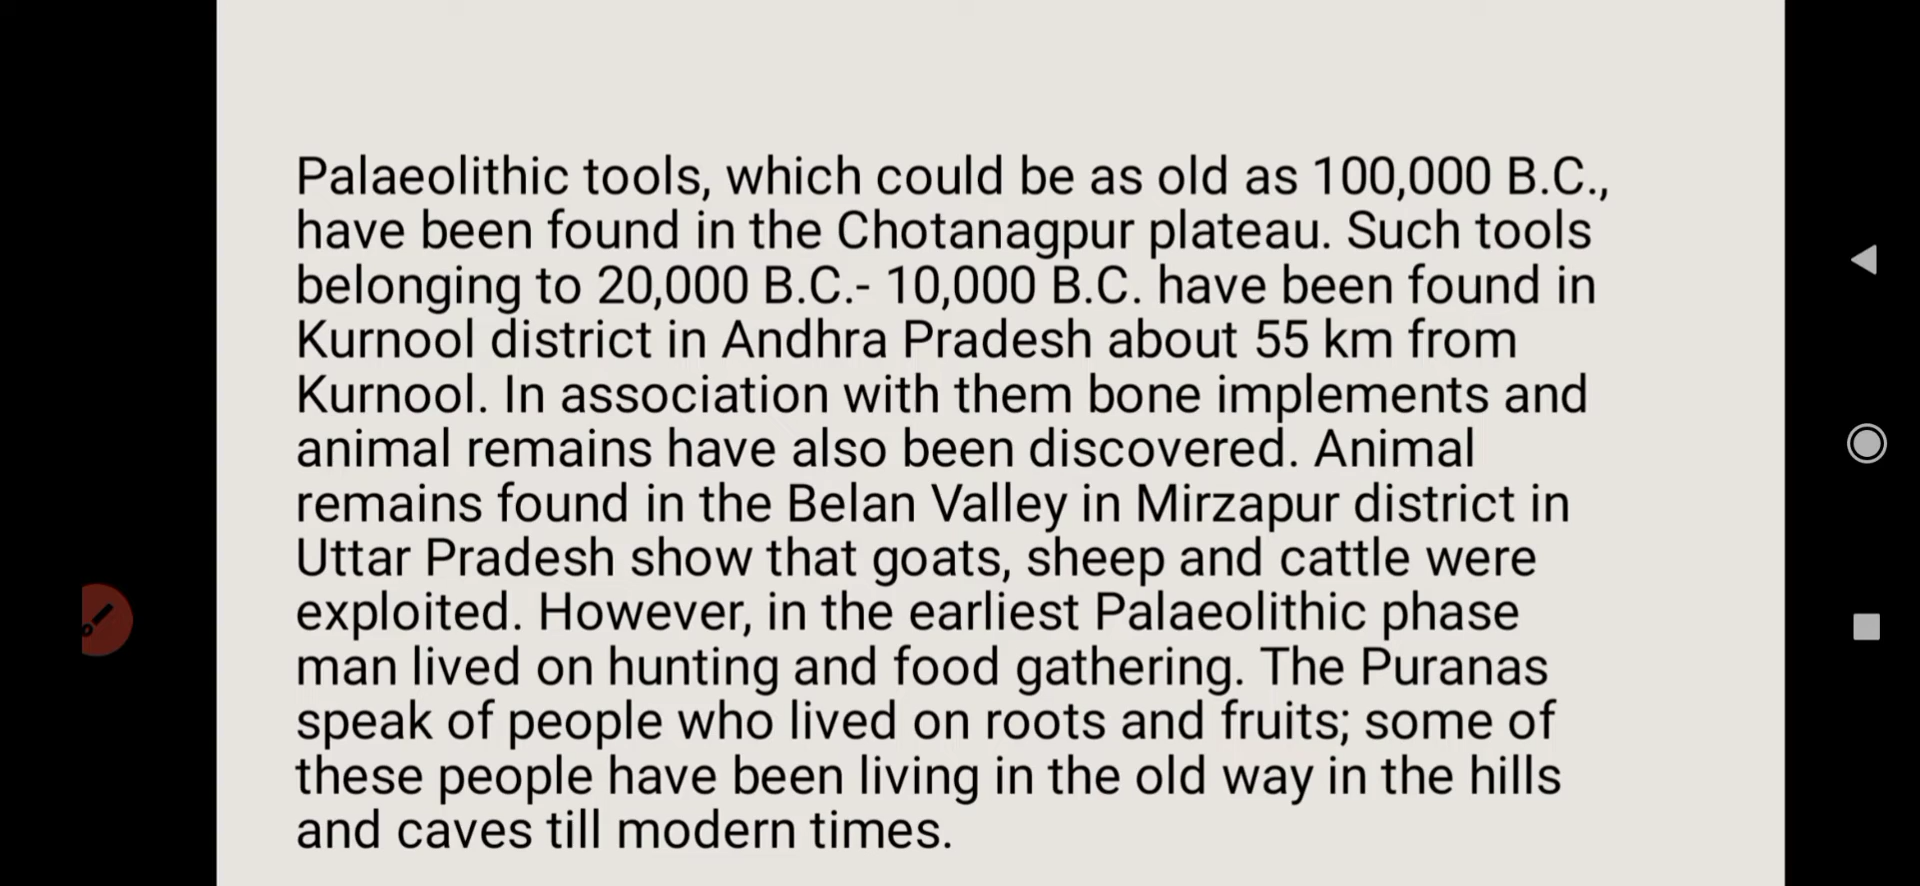 Palaeolithic tools, which could be as old as 100,000 B.C.,
have been found in the Chotanagpur plateau. Such tools
belonging to 20,000 B.C.- 10,000 B.C. have been found in
Kurnool district in Andhra Pradesh about 55 km from
Kurnool. In association with them bone implements and
animal remains have also been discovered. Animal
remains found in the Belan Valley in Mirzapur district in
Uttar Pradesh show that goats, sheep and cattle were
exploited. However, in the earliest Palaeolithic phase
man lived on hunting and food gathering. The Puranas
speak of people who lived on roots and fruits; some of
these people have been living in the old way in the hills
and caves till modern times.